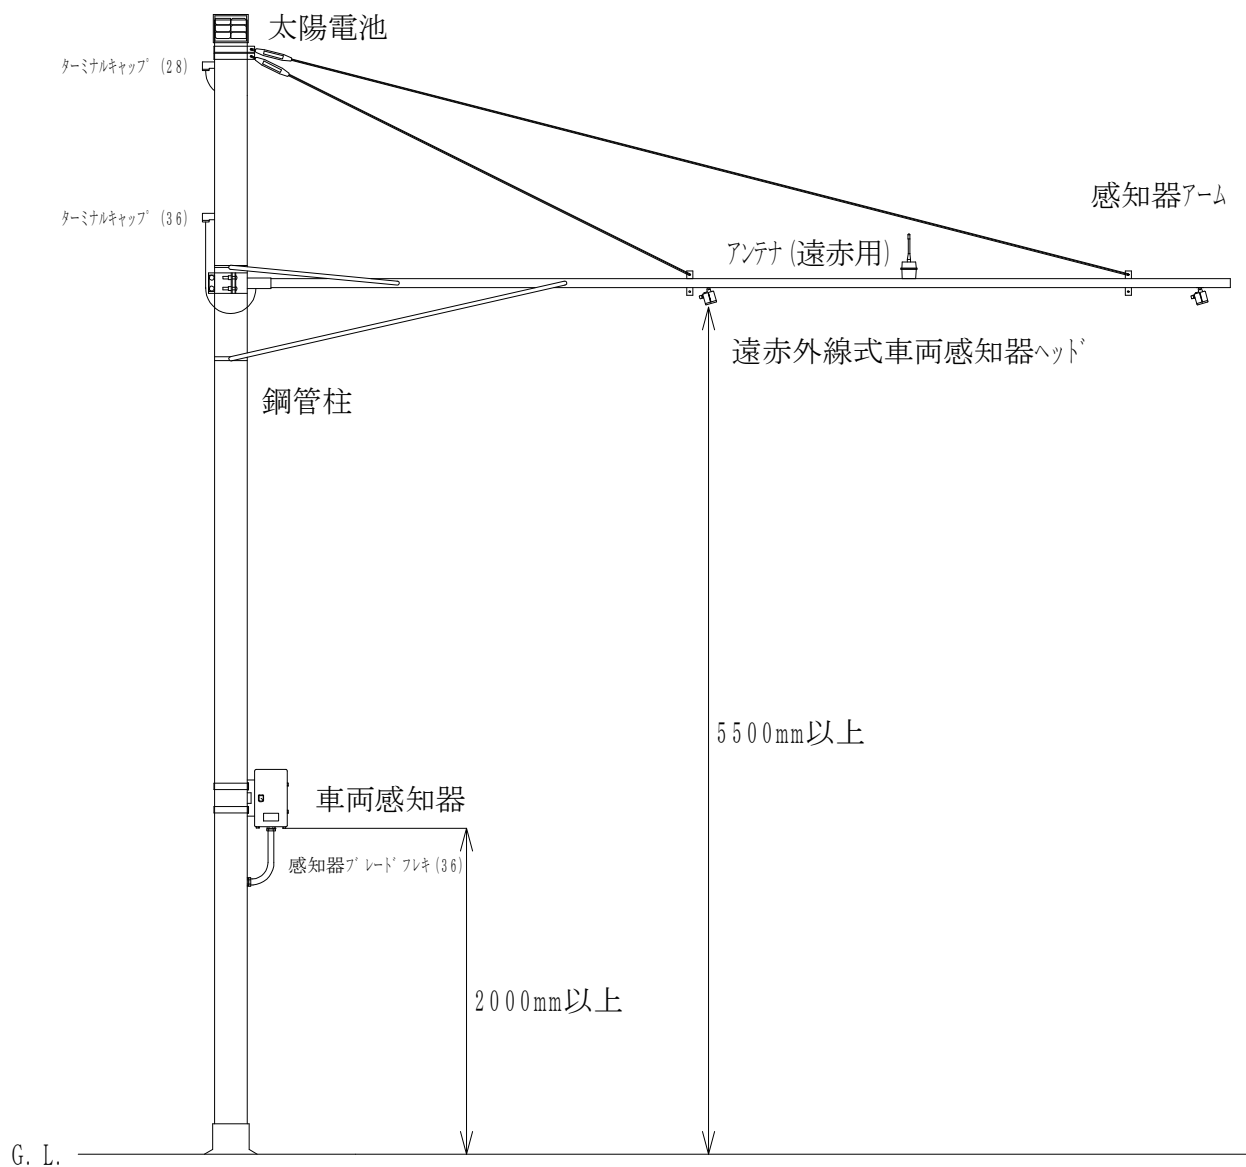 太陽電池
ターミナルキャップ(28)
感知器アーム
ターミナルキャップ(36)
アンテナ(遠赤用)
遠赤外線式車両感知器ヘッド
鋼管柱
5500mm以上
車両感知器
感知器ブレードフレキ(36)
2000mm以上
G.L.